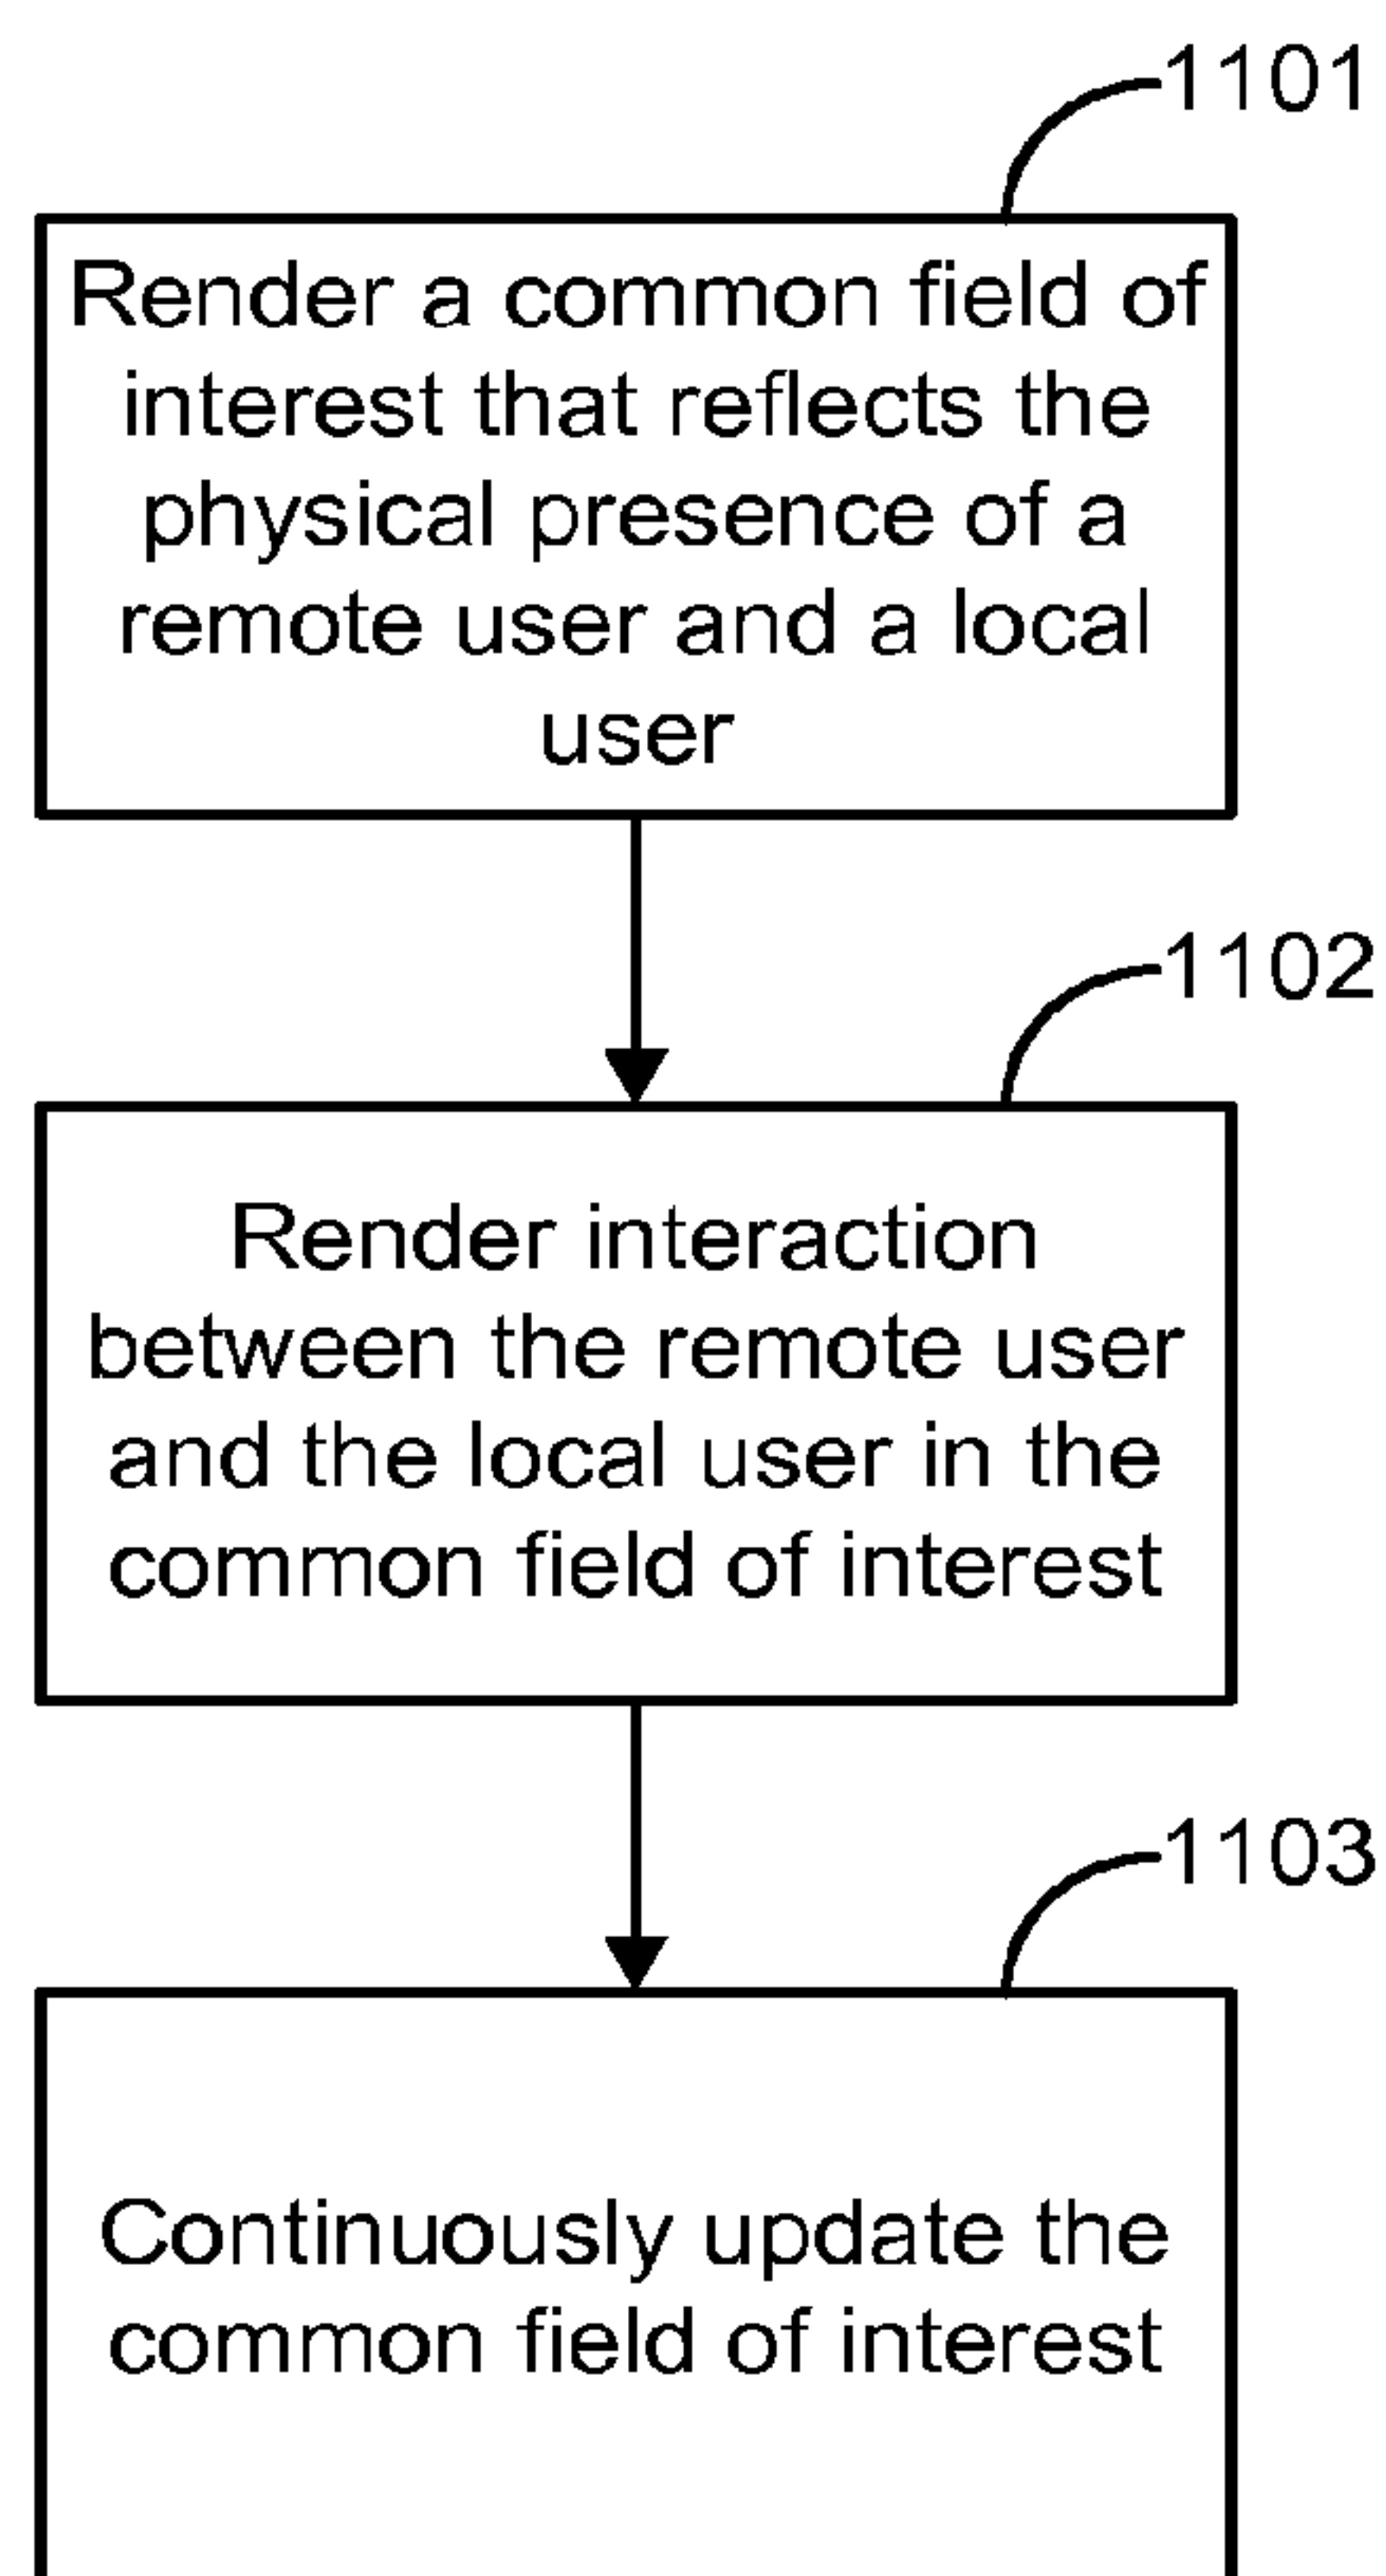 1101
Render a common field of
interest that reflects the
physical presence of a
remote user and a local
user
1102
Render interaction
between the remote user
and the local user in the
common field of interest
1103
Continuously update the
common field of interest